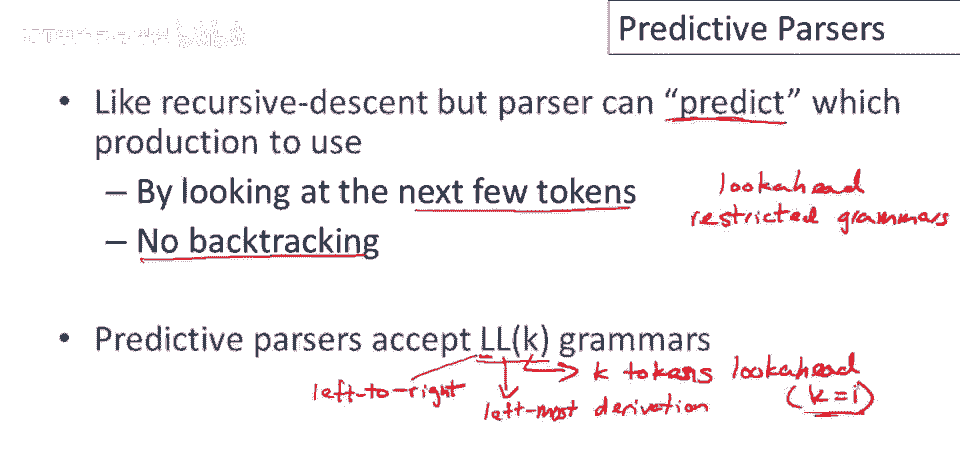 Predictive Parsers
• Like recursive-descent but parser can “predict” which
production to use
– By looking at the next few tokens
lookahead
restricted grammars
– No backtracking
• Predictive parsers accept LL(k) grammars
left-to-right
left-most derivation
k tokens lookahead
(k=1)